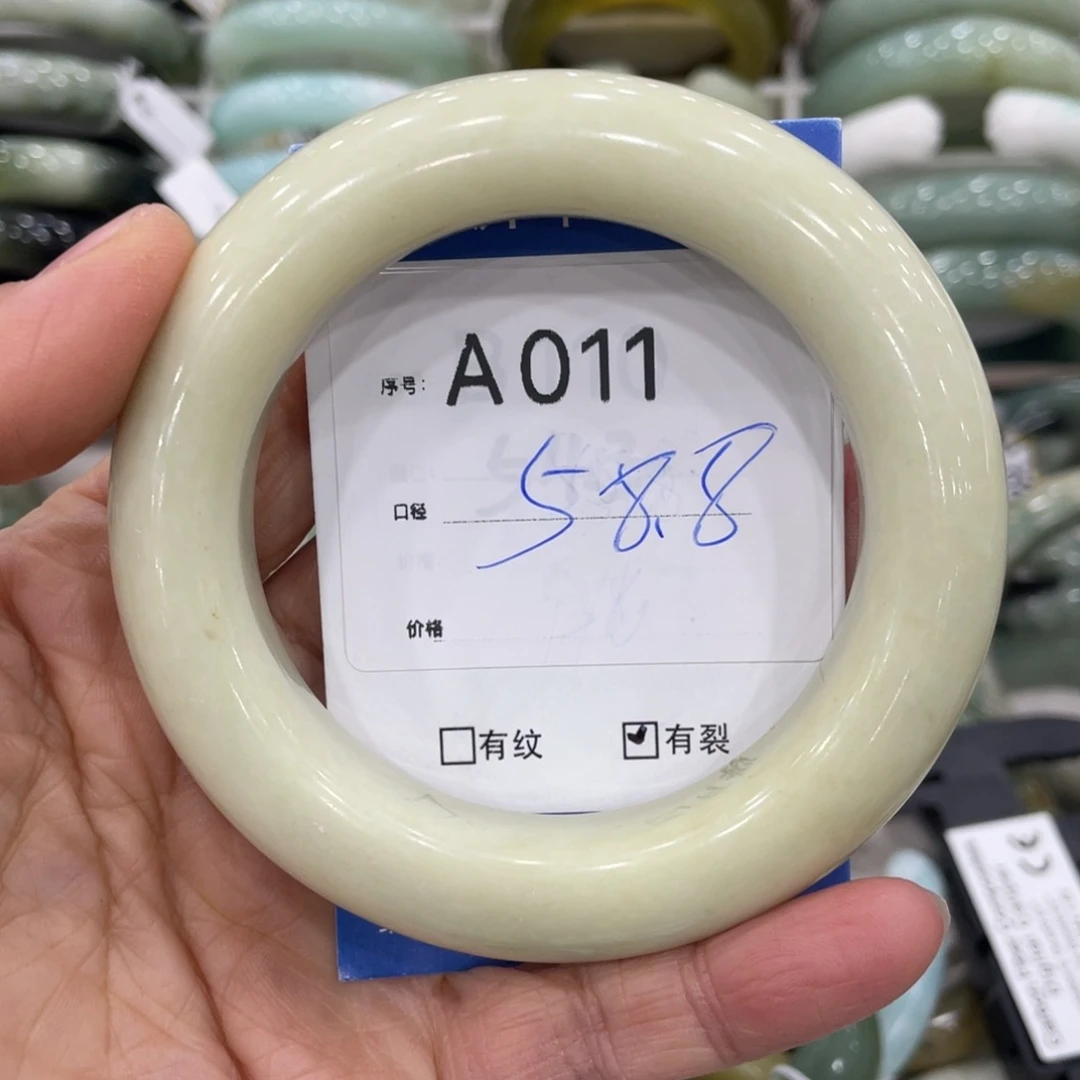 序号: A011
口径 58.8
价格
□有纹 ☑有裂